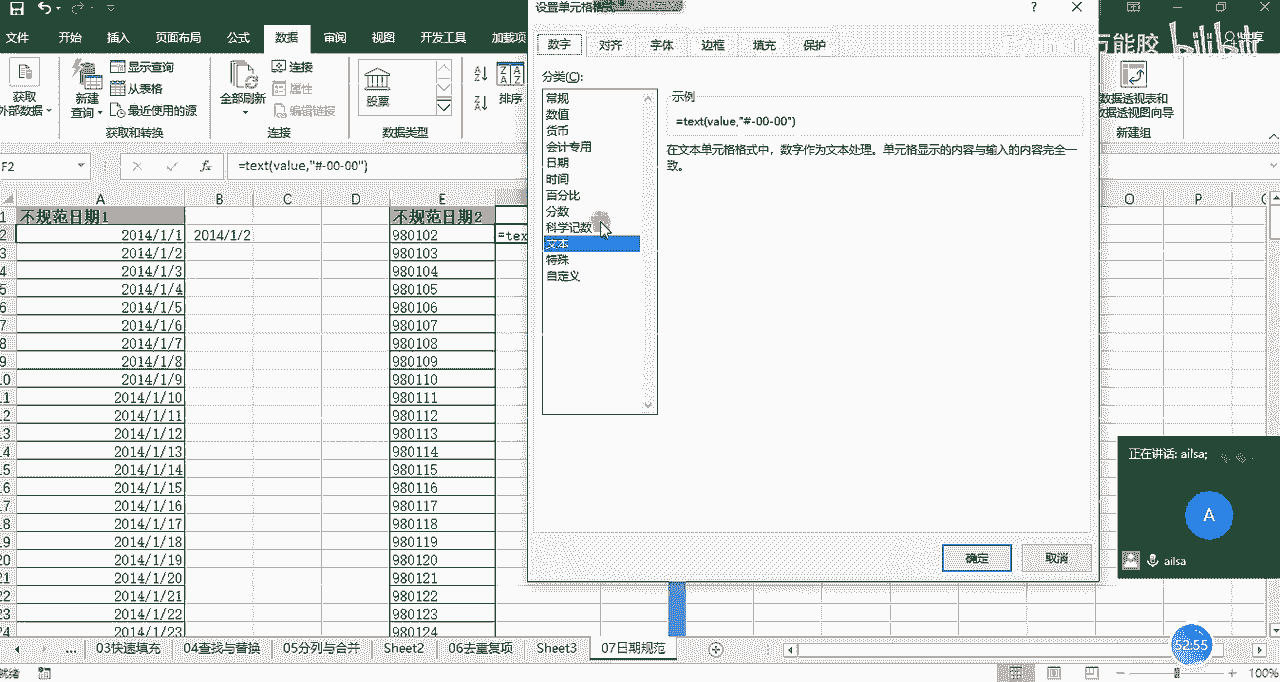 设置单元格格式
? ×
文件 开始 插入 页面布局 公式 数据 审阅 视图 开发工具 加载项
万能胶 bilibili
共享
获取
外部数据
新建
查询
显示查询
从表格
最近使用的源
获取和转换
全部刷新
连接
属性
编辑链接
连接
股票
数据类型
排序
数据透视表和
数据透视图向导
新建组
数字 对齐 字体 边框 填充 保护
分类(C):
常规
数值
货币
会计专用
日期
时间
百分比
分数
科学记数
文本
特殊
自定义
示例
=text(value,"#-00-00")
在文本单元格格式中，数字作为文本处理。单元格显示的内容与输入的内容完全一
致。
确定 取消
F2 fx =text(value,"#-00-00")
A B C D E O P
1 不规范日期1 不规范日期2
2 2014/1/1 2014/1/2 980102 =tex
3 2014/1/2 980103
4 2014/1/3 980104
5 2014/1/4 980105
6 2014/1/5 980106
7 2014/1/6 980107
8 2014/1/7 980108
9 2014/1/8 980109
10 2014/1/9 980110
11 2014/1/10 980111
12 2014/1/11 980112
13 2014/1/12 980113
14 2014/1/13 980114
15 2014/1/14 980115
16 2014/1/15 980116
17 2014/1/16 980117
18 2014/1/17 980118
19 2014/1/18 980119
20 2014/1/19 980120
21 2014/1/20 980121
22 2014/1/21 980122
23 2014/1/22 980123
24 2014/1/23 980124
正在讲话: ailsa;
A
ailsa
... 03快速填充 04查找与替换 05分列与合并 Sheet2 06去重复项 Sheet3 07日期规范
52:55
就绪
100%